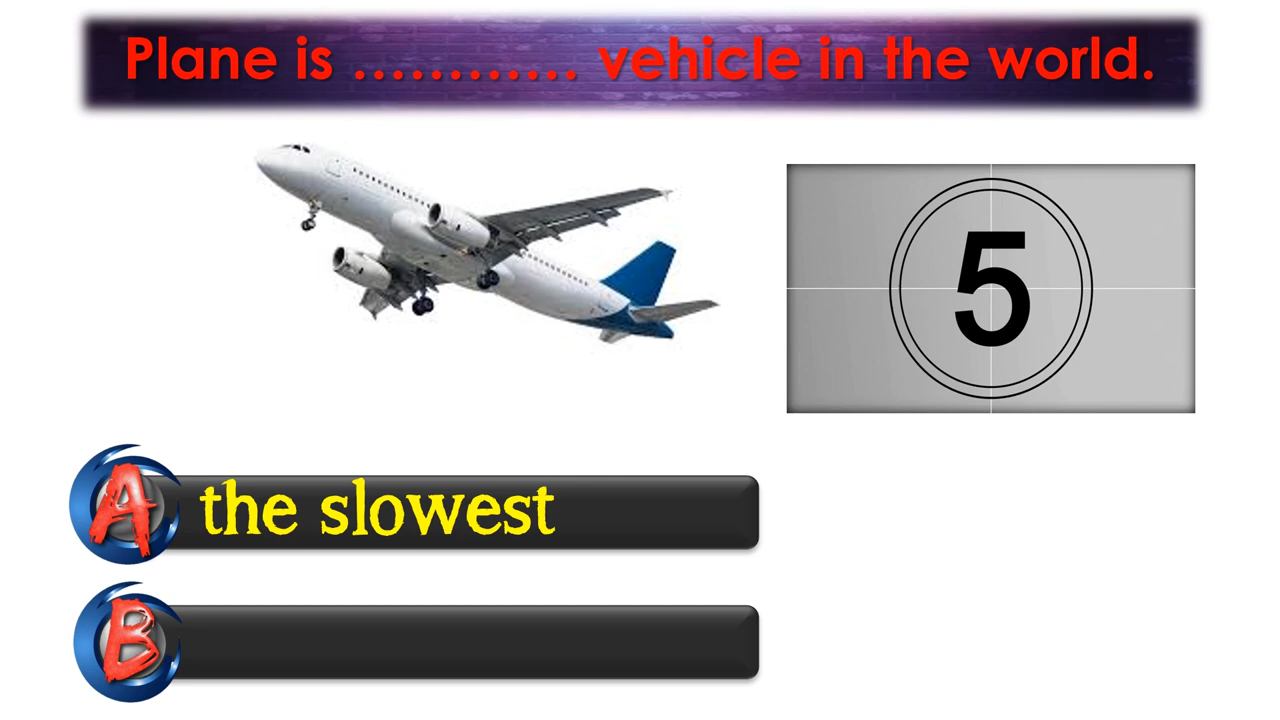 Plane is ………… vehicle in the world.
5
A the slowest
B